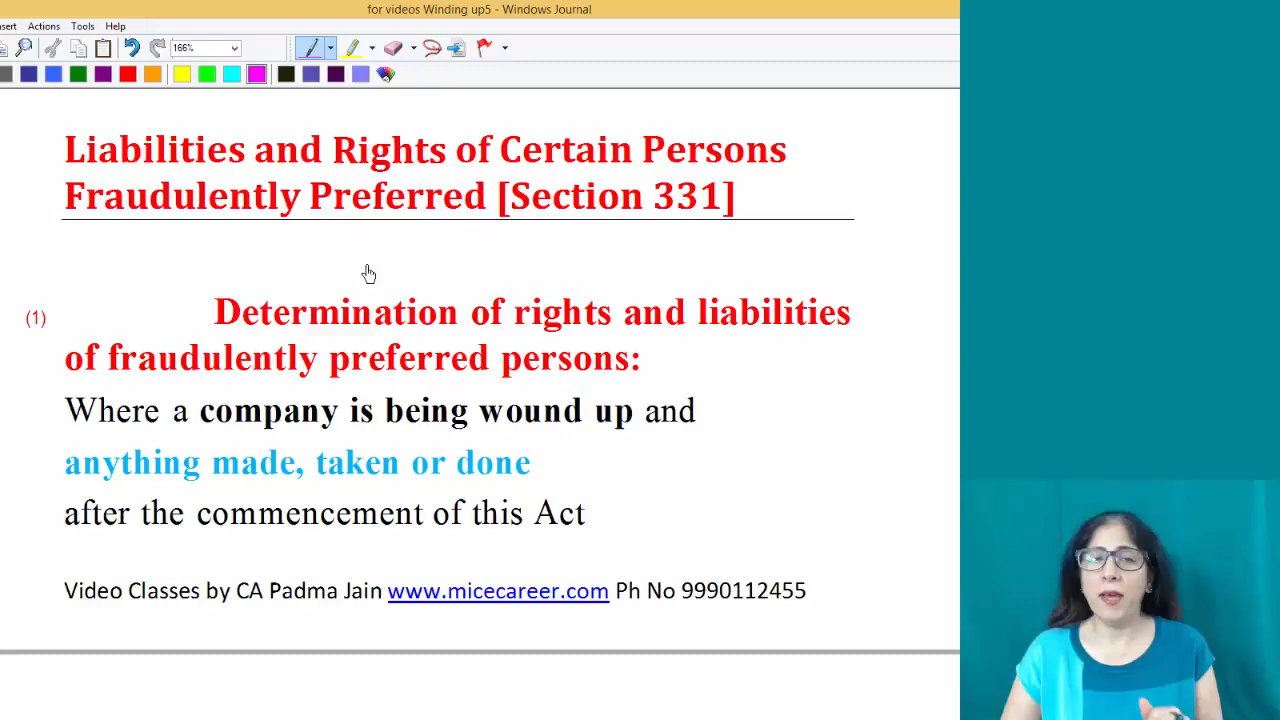 for videos Winding up5 - Windows Journal
Actions Tools Help
166%
Liabilities and Rights of Certain Persons
Fraudulently Preferred [Section 331]
(1) Determination of rights and liabilities
of fraudulently preferred persons:
Where a company is being wound up and
anything made, taken or done
after the commencement of this Act
Video Classes by CA Padma Jain www.micecareer.com Ph No 9990112455